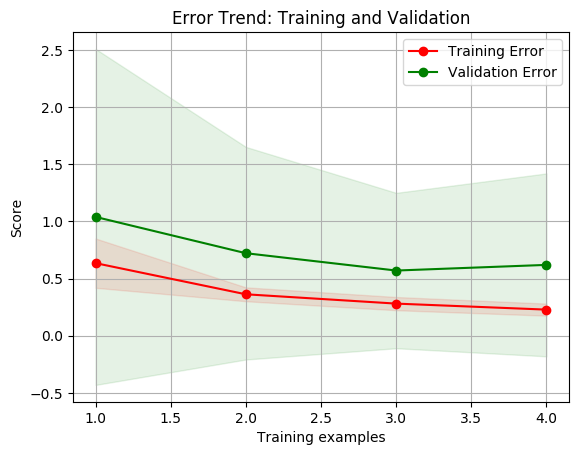 Error Trend: Training and Validation
Training Error
Validation Error
2.5
2.0
1.5
1.0
0.5
0.0
−0.5
Score
1.0
1.5
2.0
2.5
3.0
3.5
4.0
Training examples